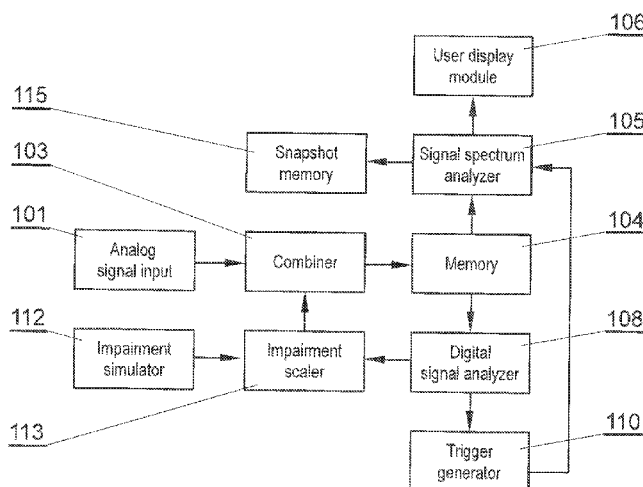 106
User display
module
115
105
Snapshot
memory
Signal spectrum
analyzer
103
101
104
Analog
signal input
Combiner
Memory
112
108
Impairment
simulator
Impairment
scaler
Digital
signal analyzer
113
110
Trigger
generator